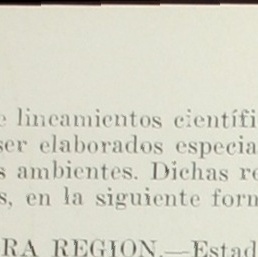 e lineamientos científi
ser elaborados especia
s ambientes. Dichas re
s, en la siguiente form
RA REGION.—Estad